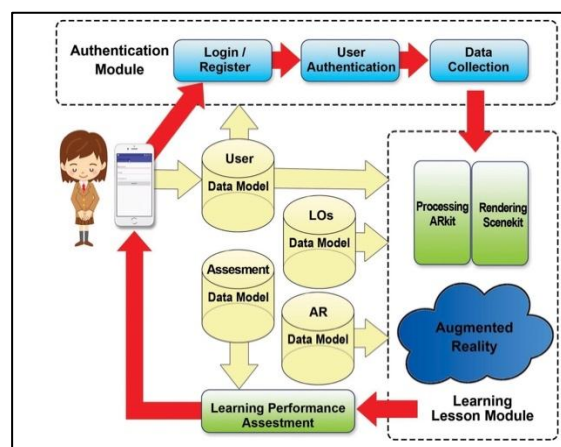 Authentication
Module
Login /
Register
User
Authentication
Data
Collection
User
Data Model
LOs
Data Model
Assesment
Data Model
AR
Data Model
Processing
ARkit
Rendering
Scenekit
Augmented
Reality
Learning
Lesson Module
Learning Performance
Assestment